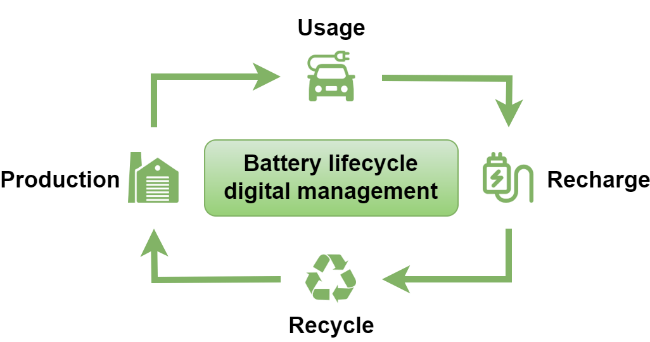 Usage
Battery lifecycle
digital management
Production
Recharge
Recycle